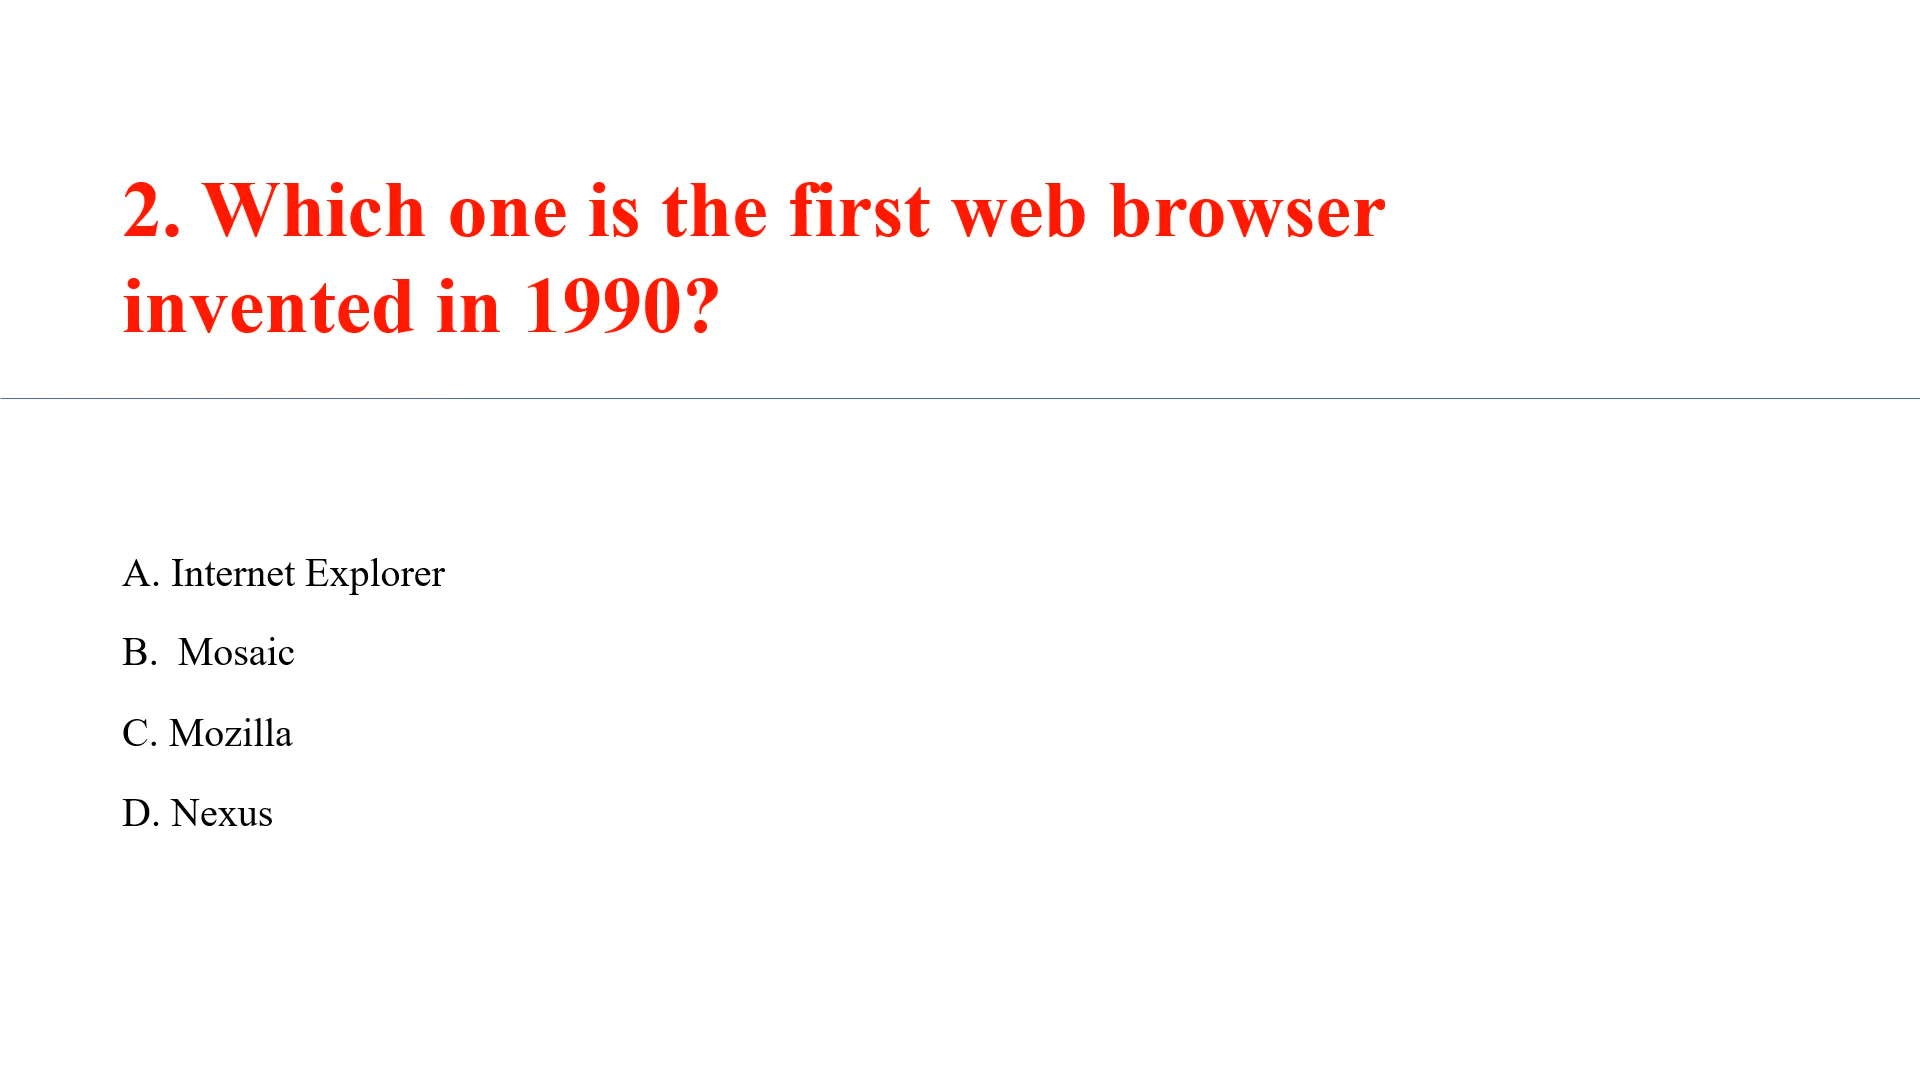 2. Which one is the first web browser
invented in 1990?
A. Internet Explorer
B.  Mosaic
C. Mozilla
D. Nexus